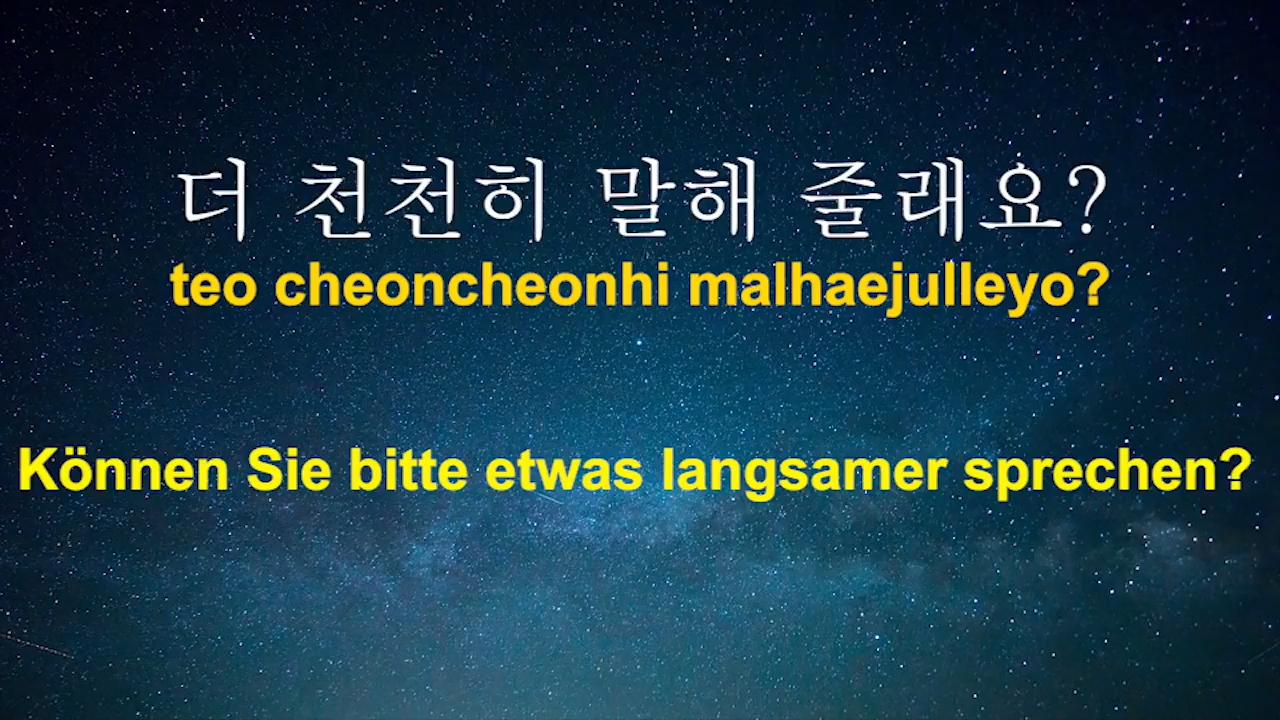 더 천천히 말해 줄래요?
teo cheoncheonhi malhaejulleyo?
Können Sie bitte etwas langsamer sprechen?